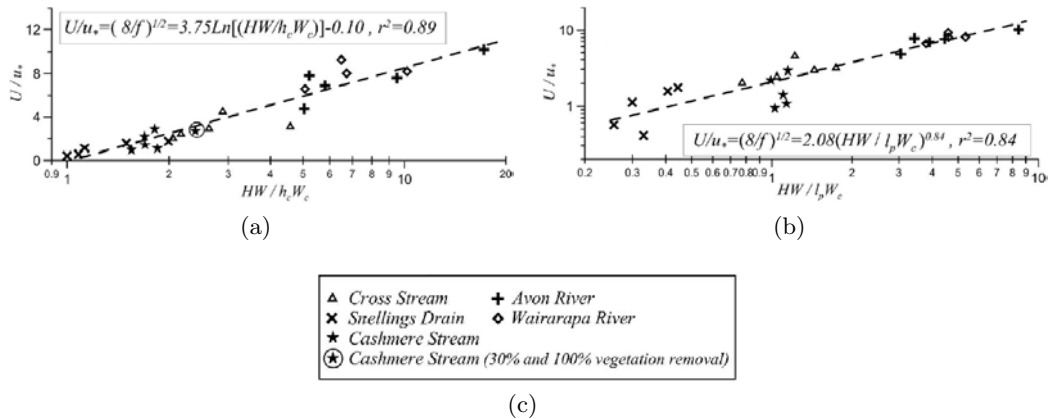 U/u*=(8/f)^1/2=3.75Ln[(HW/h_cW_c)]-0.10 , r^2=0.89
U/u*
12
8
4
0
0.9 1 2 3 4 5 6 7 8 9 10 20
HW/h_cW_c
(a)
U/u*=(8/f)^1/2=2.08(HW/l_pW_c)^0.84 , r^2=0.84
U/u*
10
1
0.2 0.3 0.4 0.5 0.6 0.7 0.8 0.9 1 2 3 4 5 6 7 8 9 10
HW/l_pW_c
(b)
Cross Stream Avon River
Snellings Drain Wairarapa River
Cashmere Stream
Cashmere Stream (30% and 100% vegetation removal)
(c)